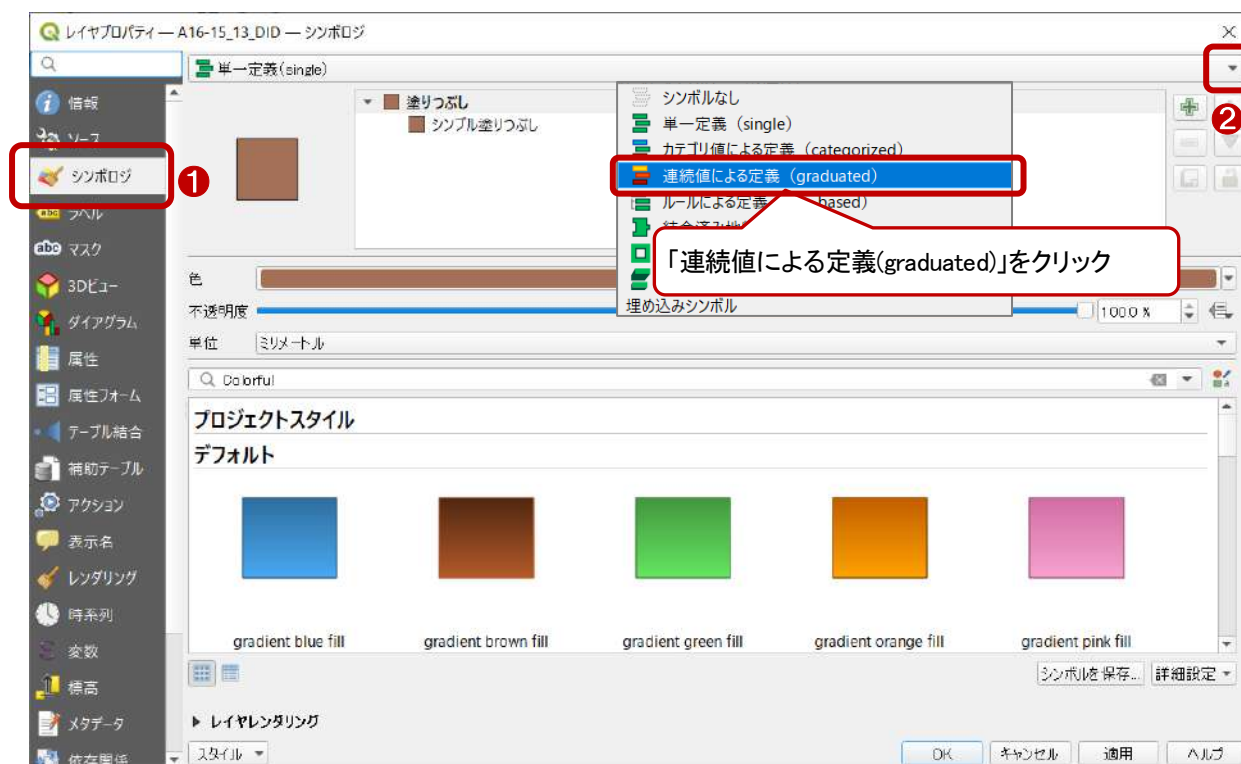 レイヤプロパティ — A16-15_13_DID — シンボロジ
単一定義(single)
情報
ソース
シンボロジ
ラベル
マスク
3Dビュー
ダイアグラム
属性
属性フォーム
テーブル結合
補助テーブル
アクション
表示名
レンダリング
時系列
変数
標高
メタデータ
依存関係
❶
塗りつぶし
シンプル塗りつぶし
シンボルなし
単一定義 (single)
カテゴリ値による定義 (categorized)
連続値による定義 (graduated)
ルールによる定義 based)
埋め込みシンボル
❷
「連続値による定義(graduated)」をクリック
色
不透明度
100.0 %
単位
ミリメートル
Colorful
プロジェクトスタイル
デフォルト
gradient blue fill
gradient brown fill
gradient green fill
gradient orange fill
gradient pink fill
シンボルを保存...
詳細設定
レイヤレンダリング
スタイル
OK
キャンセル
適用
ヘルプ